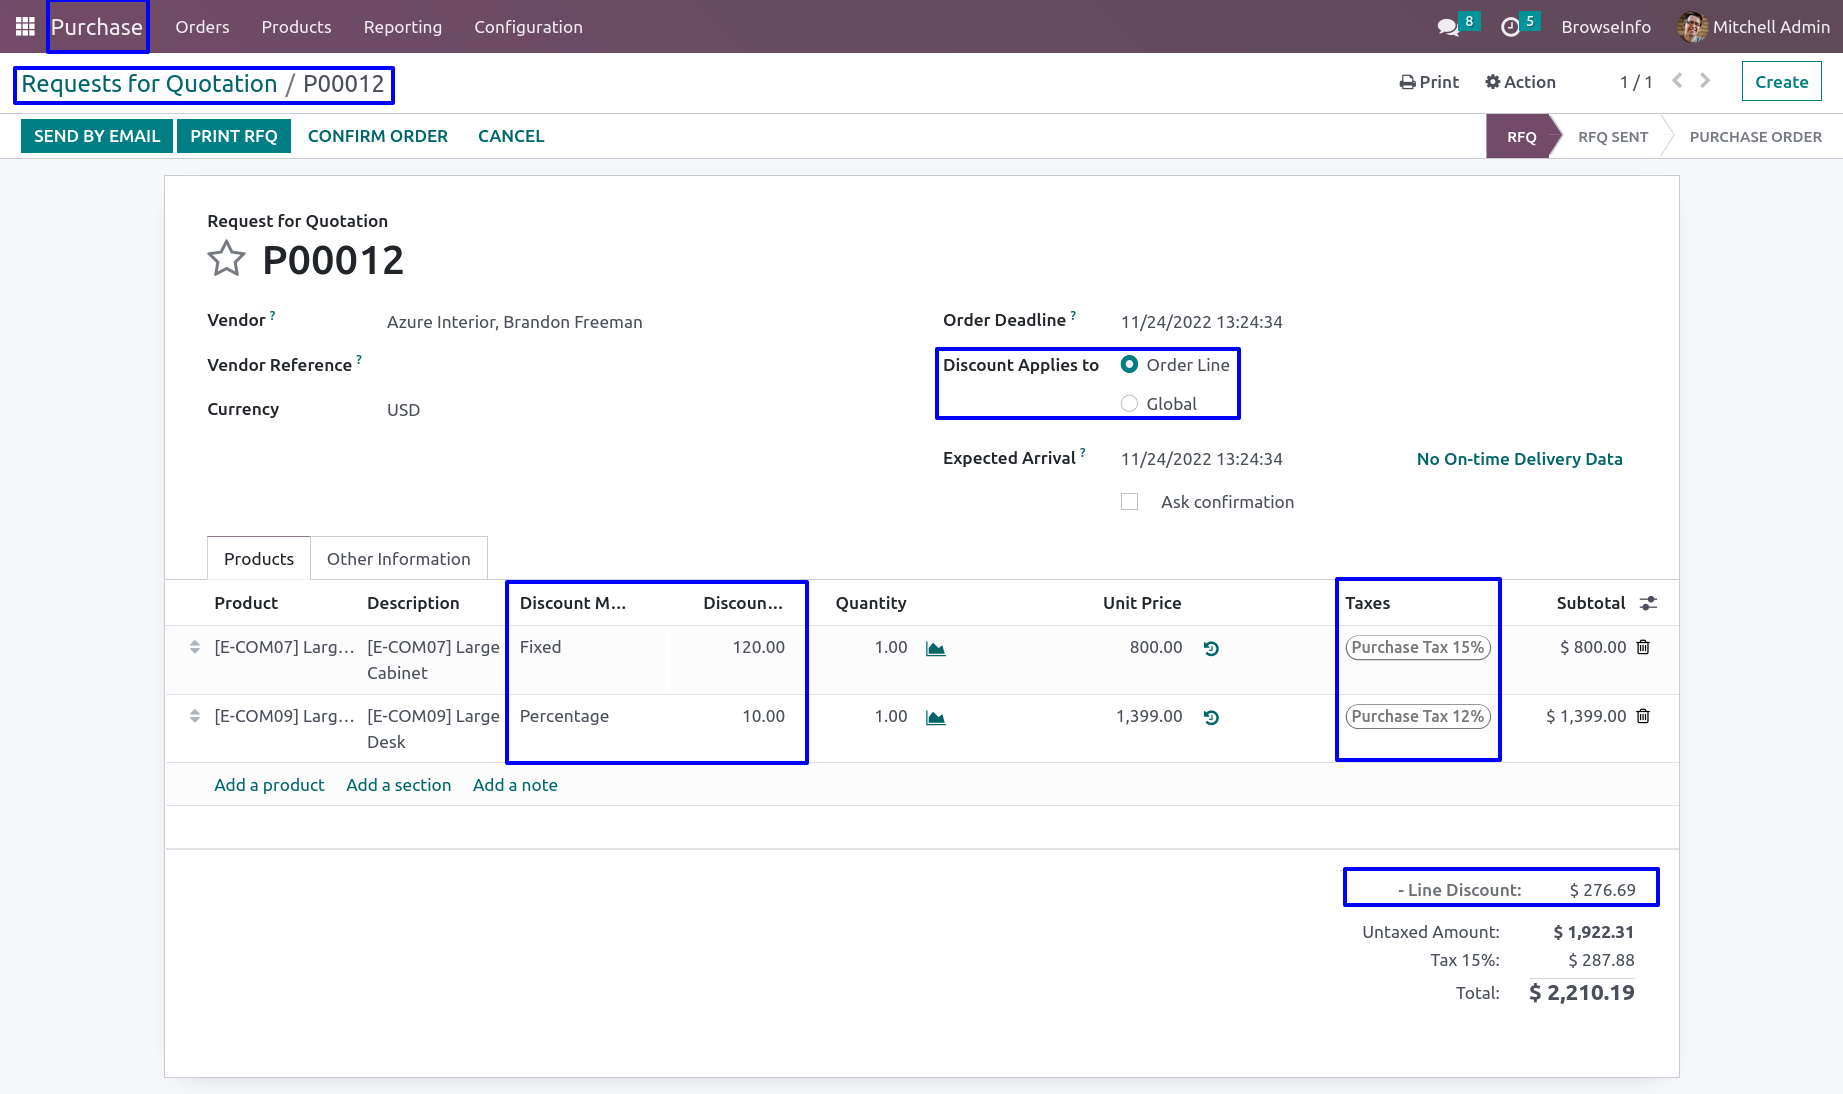 Purchase Orders Products Reporting Configuration 8 5 BrowseInfo Mitchell Admin
Requests for Quotation / P00012 Print Action 1 / 1 Create
SEND BY EMAIL PRINT RFQ CONFIRM ORDER CANCEL RFQ RFQ SENT PURCHASE ORDER
Request for Quotation
P00012
Vendor ? Azure Interior, Brandon Freeman Order Deadline ? 11/24/2022 13:24:34
Vendor Reference ? Discount Applies to Order Line
Global
Currency USD
Expected Arrival ? 11/24/2022 13:24:34 No On-time Delivery Data
Ask confirmation
Products Other Information
Product Description Discount M... Discoun... Quantity Unit Price Taxes Subtotal
[E-COM07] Larg... [E-COM07] Large Fixed 120.00 1.00 800.00 Purchase Tax 15% $ 800.00
Cabinet
[E-COM09] Larg... [E-COM09] Large Percentage 10.00 1.00 1,399.00 Purchase Tax 12% $ 1,399.00
Desk
Add a product Add a section Add a note
- Line Discount: $ 276.69
Untaxed Amount: $ 1,922.31
Tax 15%: $ 287.88
Total: $ 2,210.19